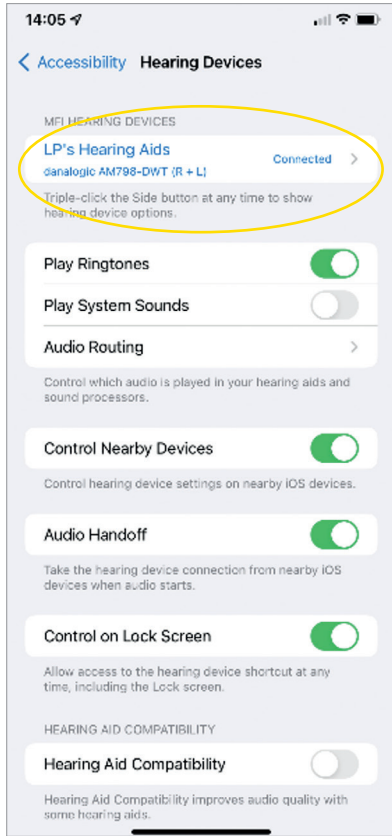 14:05
Accessibility Hearing Devices
MFI HEARING DEVICES
LP's Hearing Aids
Connected
danalogic AM798-DWT (R + L)
Triple-click the Side button at any time to show
hearing device options.
Play Ringtones
Play System Sounds
Audio Routing
Control which audio is played in your hearing aids and
sound processors.
Control Nearby Devices
Control hearing device settings on nearby iOS devices.
Audio Handoff
Take the hearing device connection from nearby iOS
devices when audio starts.
Control on Lock Screen
Allow access to the hearing device shortcut at any
time, including the Lock screen.
HEARING AID COMPATIBILITY
Hearing Aid Compatibility
Hearing Aid Compatibility improves audio quality with
some hearing aids.